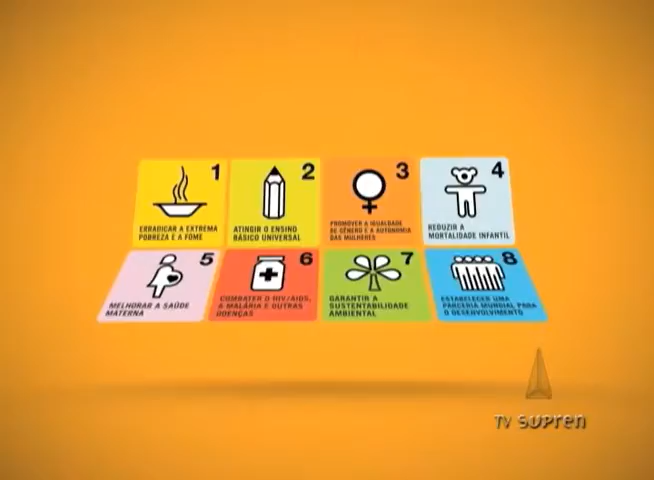 1
ERRADICAR A EXTREMA
POBREZA E A FOME
2
ATINGIR O ENSINO
BÁSICO UNIVERSAL
3
PROMOVER A IGUALDADE
DE GÊNERO E A AUTONOMIA
DAS MULHERES
4
REDUZIR A
MORTALIDADE INFANTIL
5
MELHORAR A SAÚDE
MATERNA
6
COMBATER O HIV/AIDS,
A MALÁRIA E OUTRAS
DOENÇAS
7
GARANTIR A
SUSTENTABILIDADE
AMBIENTAL
8
ESTABELECER UMA
PARCERIA MUNDIAL PARA
O DESENVOLVIMENTO
TV SUPREN